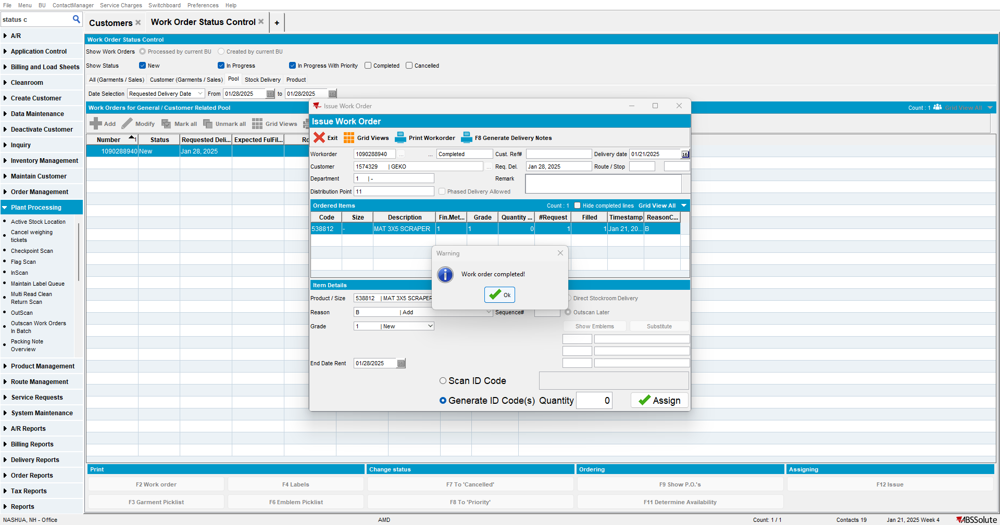 File Menu BU ContactManager Service Charges Switchboard Preferences Help
status c
Customers
Work Order Status Control
+
A/R
Application Control
Billing and Load Sheets
Cleanroom
Create Customer
Data Maintenance
Deactivate Customer
Inquiry
Inventory Management
Maintain Customer
Order Management
Plant Processing
Active Stock Location
Cancel weighing
tickets
Checkpoint Scan
Flag Scan
InScan
Maintain Label Queue
Multi Read Clean
Return Scan
OutScan
Outscan Work Orders
In Batch
Packing Note
Overview
Product Management
Route Management
Service Requests
System Maintenance
A/R Reports
Billing Reports
Delivery Reports
Order Reports
Tax Reports
Reports
Work Order Status Control
Show Work Orders Processed by current BU Created by current BU
Show Status New In Progress In Progress With Priority Completed Cancelled
All (Garments / Sales) Customer (Garments / Sales) Pool Stock Delivery Product
Date Selection Requested Delivery Date From 01/28/2025 16 to 01/28/2025 16
Work Orders for General / Customer Related Pool Count : 1 Grid View All
Add Modify Mark all Unmark all Grid Views
Number 1 Status Requested Deli... Expected FulFil... Ro
1090288940 New Jan 28, 2025
Issue Work Order
Issue Work Order
Exit Grid Views Print Workorder F8 Generate Delivery Notes
Workorder 1090288940 ... ... Completed Cust. Ref# Delivery date 01/21/2025 16
Customer 1574329 | GEKO ... Req. Del. Jan 28, 2025 Route / Stop
Department 1 | - Remark
Distribution Point 11 Phased Delivery Allowed
Ordered Items Count : 1 Hide completed lines Grid View All
Code Size Description Fin.Met... Grade Quantity ... #Request Filled Timestamp ReasonC...
538812 - MAT 3X5 SCRAPER 1 1 0 1 1 Jan 21, 20... B
Warning
Work order completed!
Ok
Item Details
Product / Size 538812 | MAT 3X5 SCRAPER Direct Stockroom Delivery
Reason B | Add Sequence# Outscan Later
Grade 1 | New Show Emblems Substitute
End Date Rent 01/28/2025 16
Scan ID Code
Generate ID Code(s) Quantity 0 Assign
Print Change status Ordering Assigning
F2 Work order F4 Labels F7 To 'Cancelled' F9 Show P.O.'s F12 Issue
F3 Garment Picklist F6 Emblem Picklist F8 To 'Priority' F11 Determine Availability
NASHUA, NH - Office AMD Count: 1 / 1 Contacts 19 Jan 21, 2025 Week 4 ABSSolute